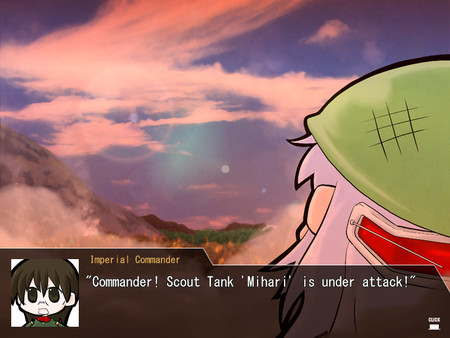 Imperial Commander
"Commander! Scout Tank 'Mihari' is under attack!"
CLICK